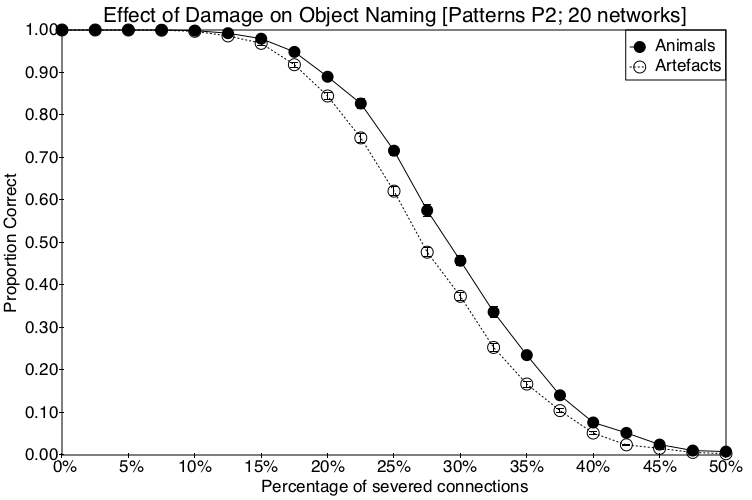 Effect of Damage on Object Naming [Patterns P2; 20 networks]
Animals
Artefacts
Proportion Correct
1.00
0.90
0.80
0.70
0.60
0.50
0.40
0.30
0.20
0.10
0.00
0% 5% 10% 15% 20% 25% 30% 35% 40% 45% 50%
Percentage of severed connections